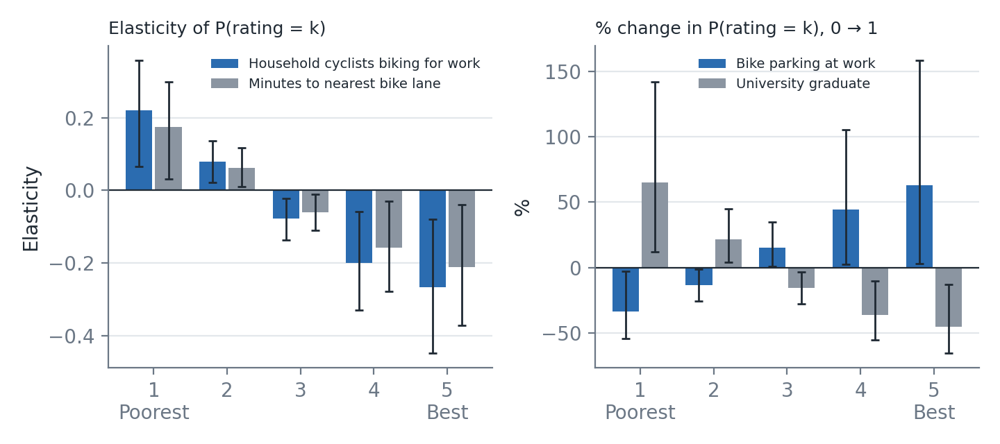 Elasticity of P(rating = k)
Household cyclists biking for work
Minutes to nearest bike lane
Elasticity
0.2
0.0
−0.2
−0.4
1
2
3
4
5
Poorest
Best
% change in P(rating = k), 0 → 1
Bike parking at work
University graduate
%
150
100
50
0
−50
1
2
3
4
5
Poorest
Best